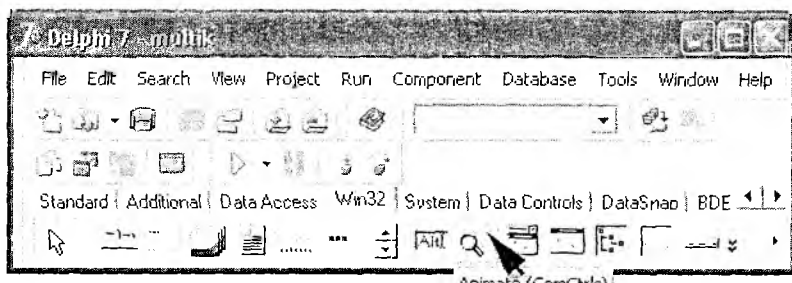 Delphi 7 - multik
File Edit Search View Project Run Component Database Tools Window Help
Standard Additional Data Access Win32 System Data Controls DataSnap BDE
Animate (ComCtrls)